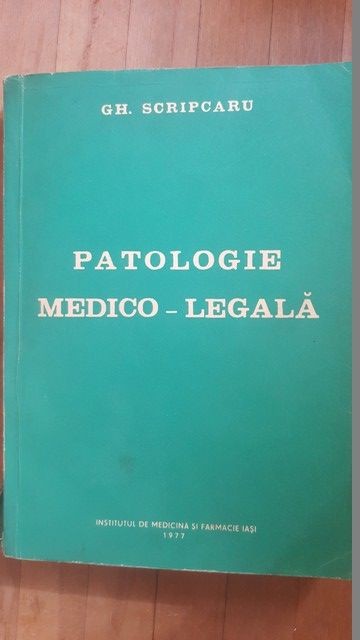 GH. SCRIPCARU
PATOLOGIE
MEDICO - LEGALĂ
INSTITUTUL DE MEDICINA ȘI FARMACIE IAȘI
1977